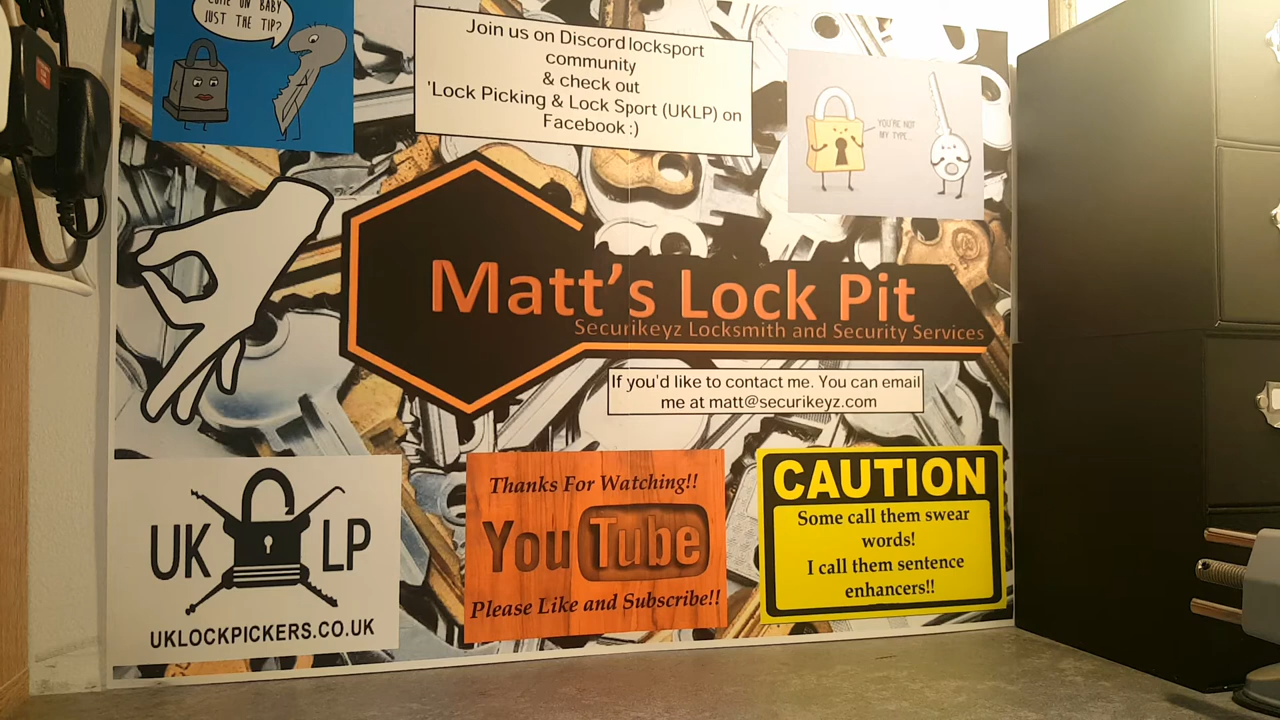 COME ON BABY
JUST THE TIP?
Join us on Discord locksport
community
& check out
'Lock Picking & Lock Sport (UKLP) on
Facebook :)
YOU'RE NOT
MY TYPE...
Matt's Lock Pit
Securikeyz Locksmith and Security Services
If you'd like to contact me. You can email
me at matt@securikeyz.com
UK LP
UKLOCKPICKERS.CO.UK
Thanks For Watching!!
YouTube
Please Like and Subscribe!!
CAUTION
Some call them swear
words!
I call them sentence
enhancers!!